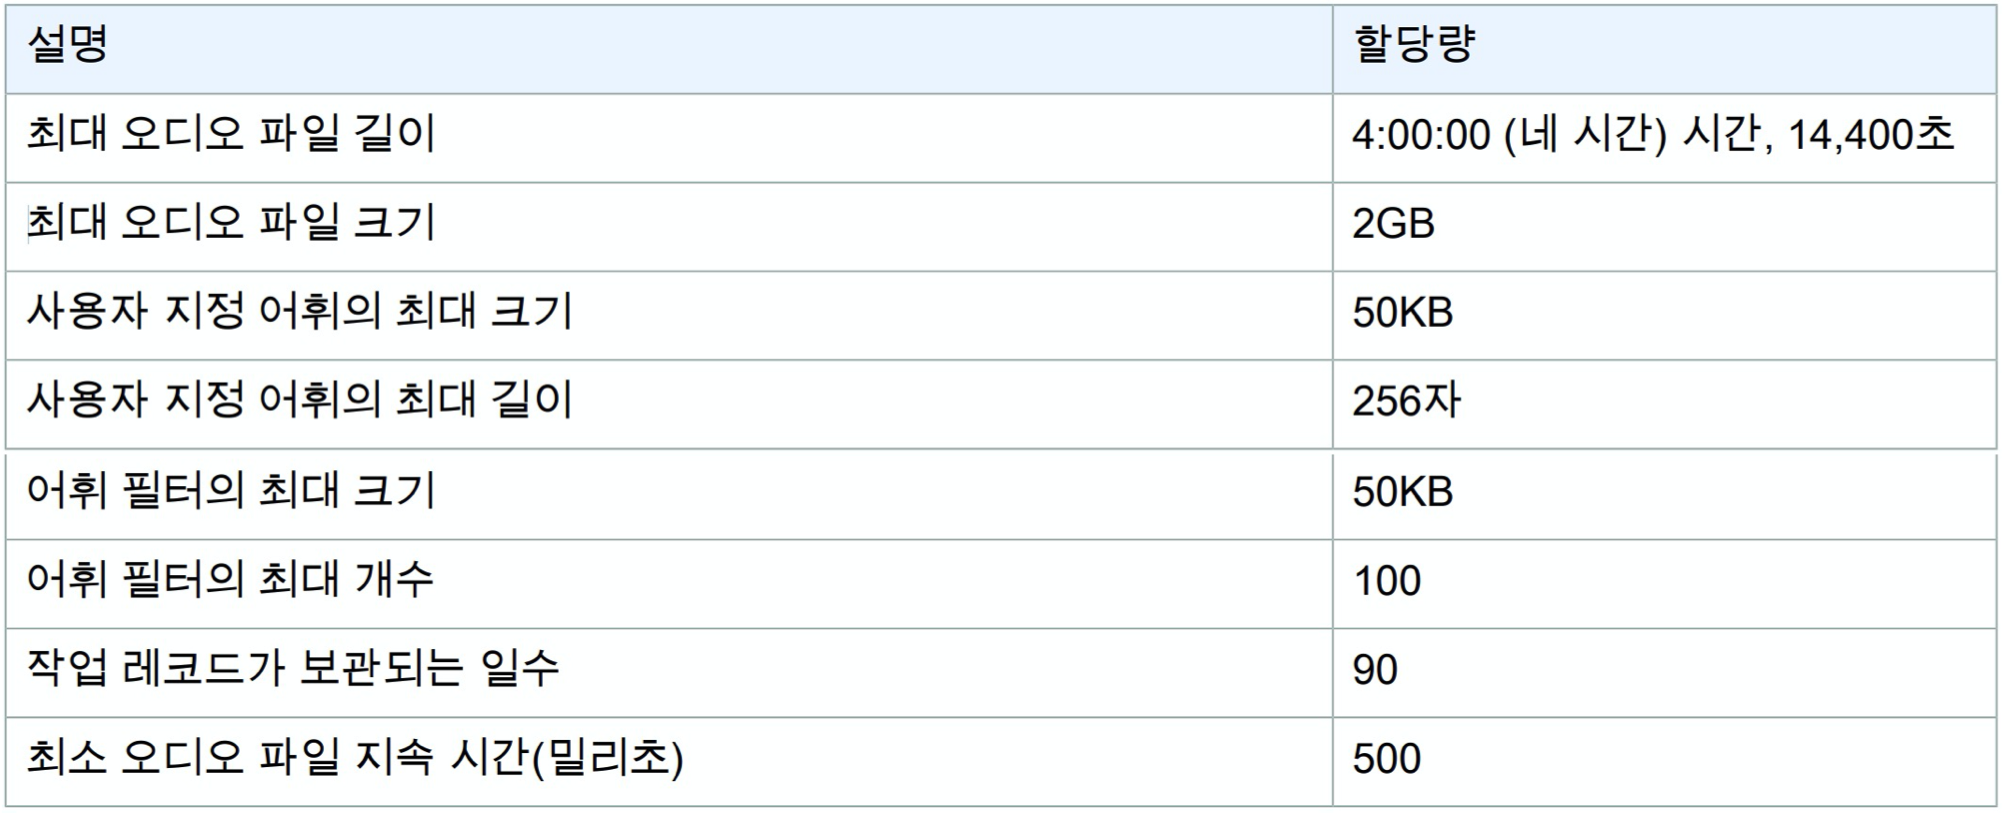 설명 할당량
최대 오디오 파일 길이 4:00:00 (네 시간) 시간, 14,400초
최대 오디오 파일 크기 2GB
사용자 지정 어휘의 최대 크기 50KB
사용자 지정 어휘의 최대 길이 256자
어휘 필터의 최대 크기 50KB
어휘 필터의 최대 개수 100
작업 레코드가 보관되는 일수 90
최소 오디오 파일 지속 시간(밀리초) 500